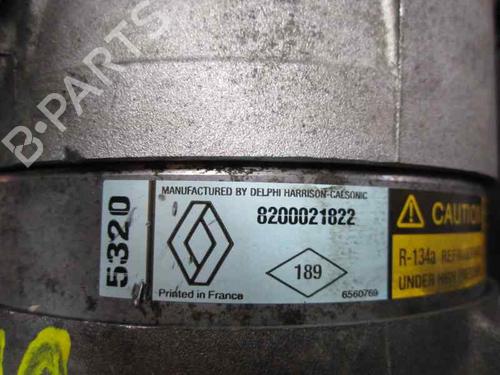 B-PARTS
5320
MANUFACTURED BY DELPHI HARRISON-CALSONIC
8200021822
189
Printed in France
6560769
CAUTION
R-134a
UNDER HIGH